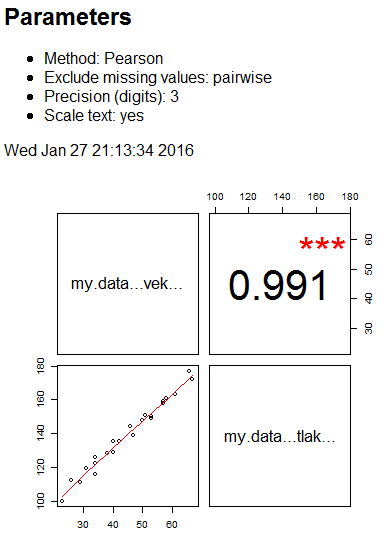 Parameters
Method: Pearson
Exclude missing values: pairwise
Precision (digits): 3
Scale text: yes
Wed Jan 27 21:13:34 2016
100 120 140 160 180
my.data...vek...
***
0.991
60
50
40
30
180
160
140
120
100
my.data...tlak...
30 40 50 60